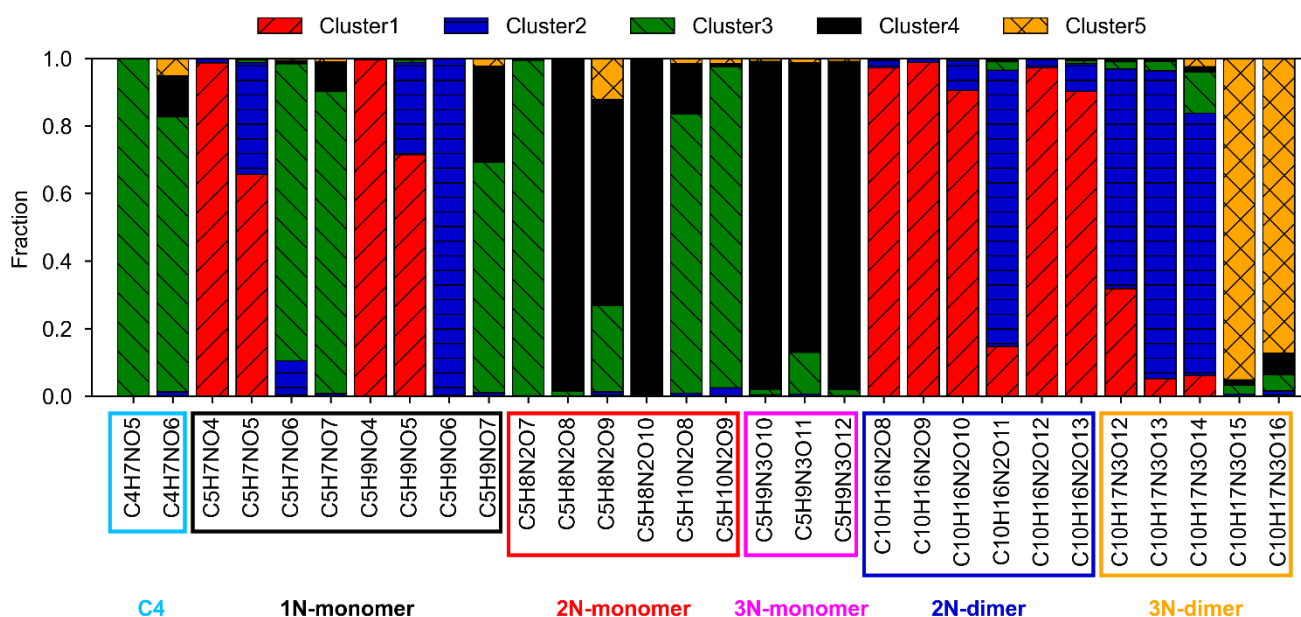 Cluster1 Cluster2 Cluster3 Cluster4 Cluster5
Fraction
1.0
0.8
0.6
0.4
0.2
0.0
C4H7NO5
C4H7NO6
C5H7NO4
C5H7NO5
C5H7NO6
C5H7NO7
C5H9NO4
C5H9NO5
C5H9NO6
C5H9NO7
C5H8N2O7
C5H8N2O8
C5H8N2O9
C5H8N2O10
C5H10N2O8
C5H10N2O9
C5H9N3O10
C5H9N3O11
C5H9N3O12
C10H16N2O8
C10H16N2O9
C10H16N2O10
C10H16N2O11
C10H16N2O12
C10H16N2O13
C10H17N3O12
C10H17N3O13
C10H17N3O14
C10H17N3O15
C10H17N3O16
C4 1N-monomer 2N-monomer 3N-monomer 2N-dimer 3N-dimer